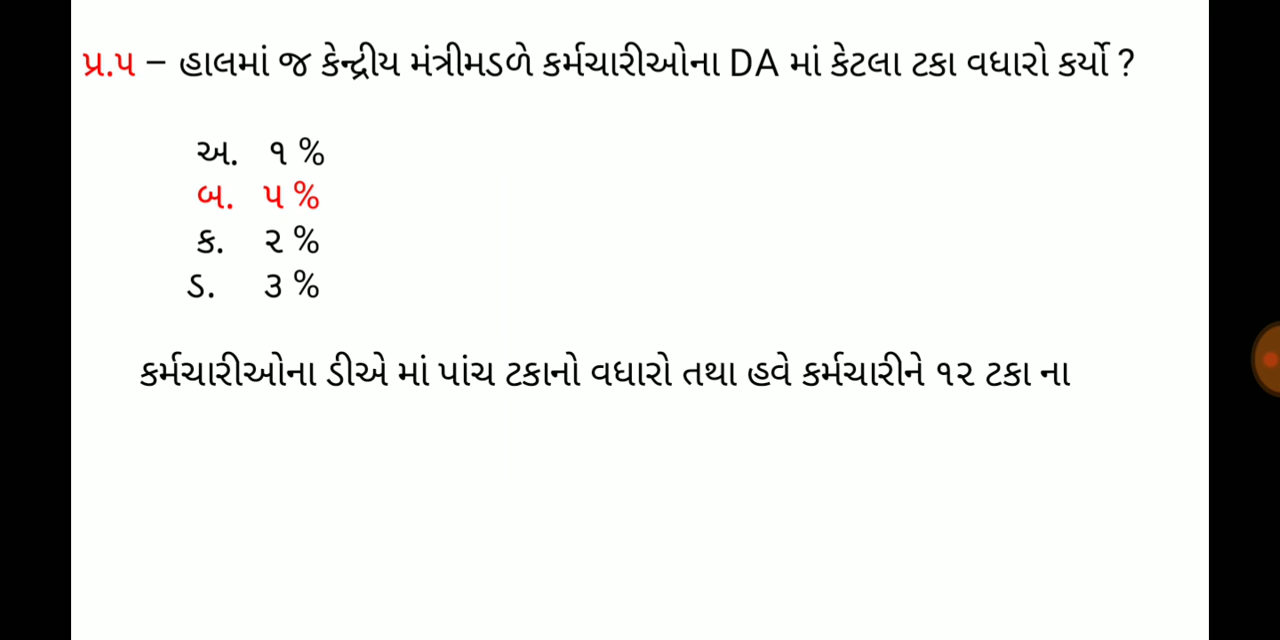 પ્ર.૫ – હાલમાં જ કેન્દ્રીય મંત્રીમડળે કર્મચારીઓના DA માં કેટલા ટકા વધારો કર્યો ?
અ. ૧ %
બ. ૫ %
ક. ૨ %
ડ. ૩ %
કર્મચારીઓના ડીએ માં પાંચ ટકાનો વધારો તથા હવે કર્મચારીને ૧૨ ટકા ના